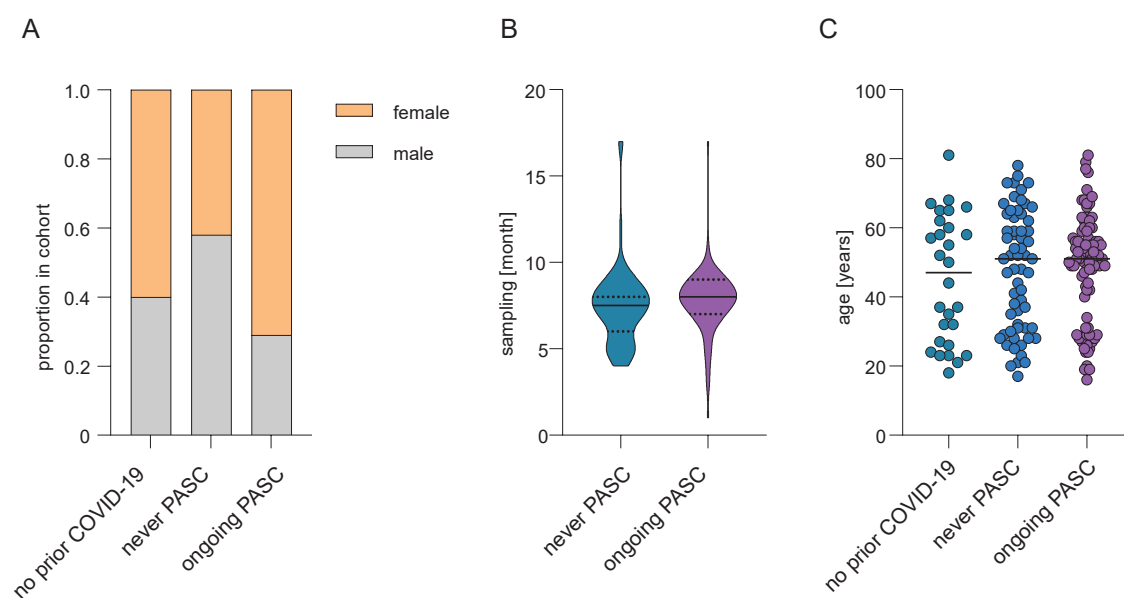 A
proportion in cohort
1.0
0.8
0.6
0.4
0.2
0
no prior COVID-19
never PASC
ongoing PASC
female
male
B
sampling [month]
20
15
10
5
0
never PASC
ongoing PASC
C
age [years]
100
80
60
40
20
0
no prior COVID-19
never PASC
ongoing PASC